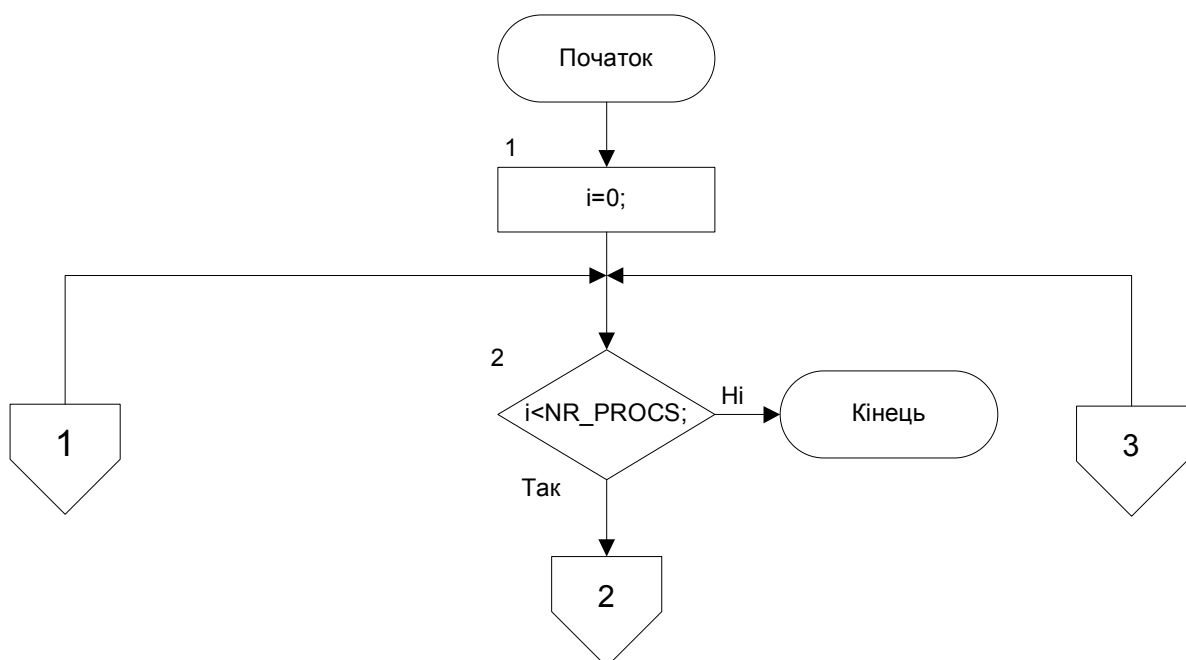 Початок
1
i=0;
2
i<NR_PROCS;
Ні
Кінець
1
3
Так
2